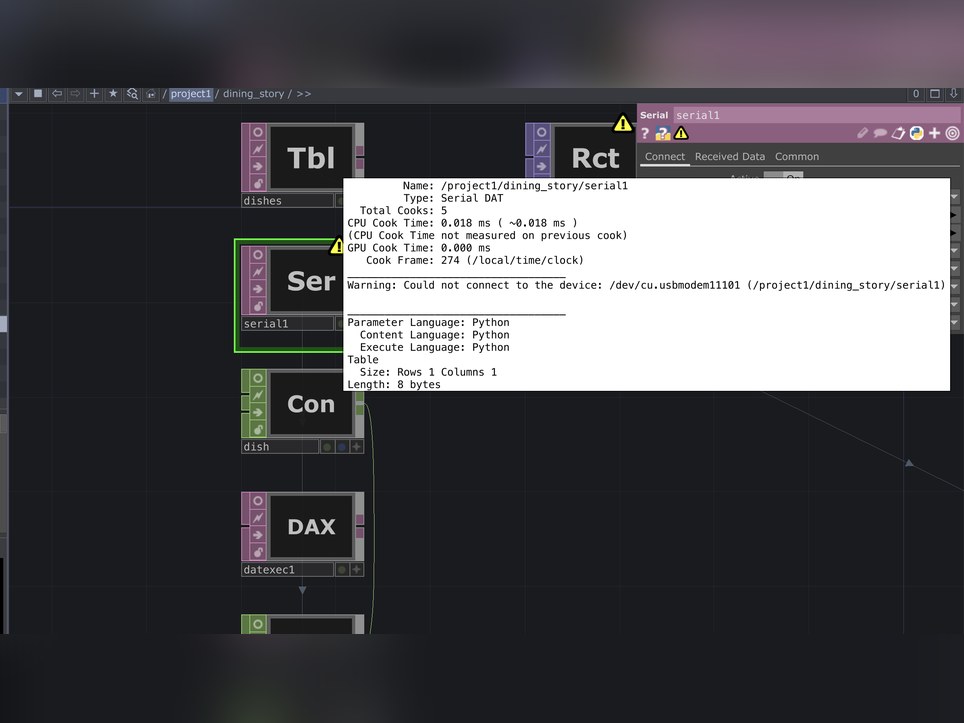 / project1 / dining_story / >>
0
Serial serial1
?
Connect Received Data Common
On
Tbl
dishes
Rct
Ser
serial1
Name: /project1/dining_story/serial1
Type: Serial DAT
Total Cooks: 5
CPU Cook Time: 0.018 ms ( ~0.018 ms )
(CPU Cook Time not measured on previous cook)
GPU Cook Time: 0.000 ms
Cook Frame: 274 (/local/time/clock)
Warning: Could not connect to the device: /dev/cu.usbmodem11101 (/project1/dining_story/serial1)
Parameter Language: Python
Content Language: Python
Execute Language: Python
Table
Size: Rows 1 Columns 1
Length: 8 bytes
Con
dish
DAX
datexec1